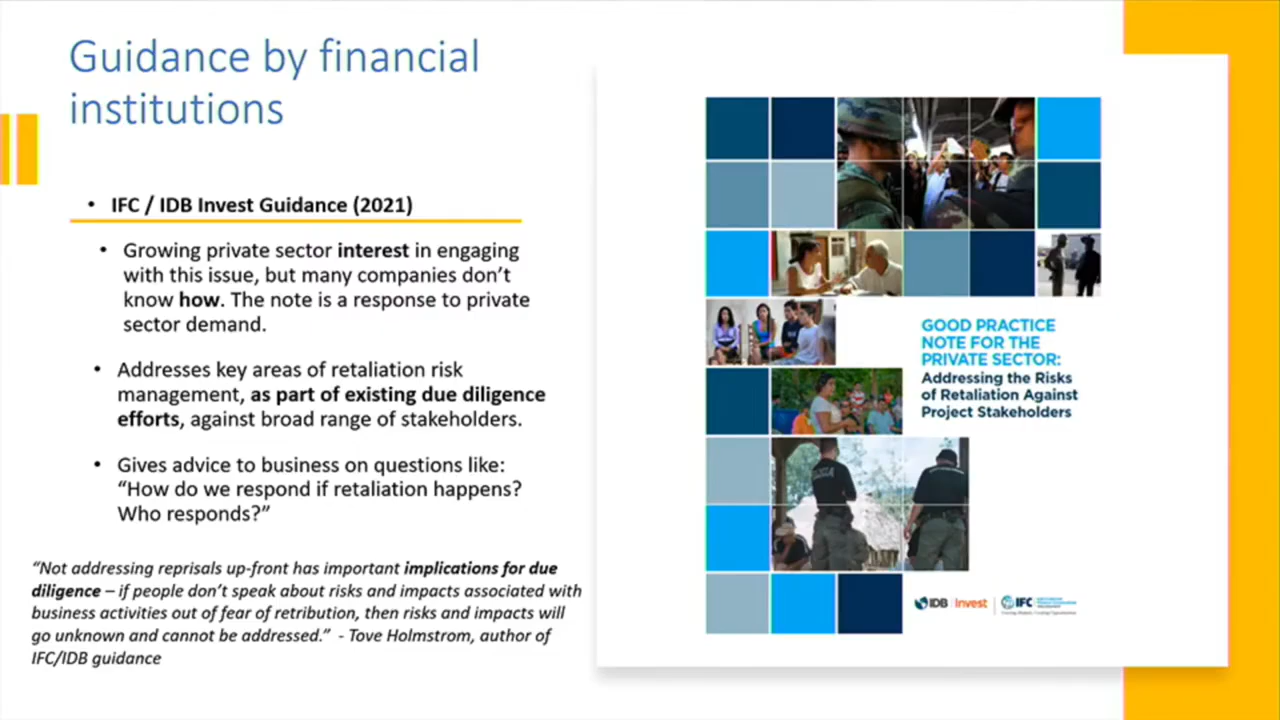 Guidance by financial
institutions
• IFC / IDB Invest Guidance (2021)
• Growing private sector interest in engaging
with this issue, but many companies don't
know how. The note is a response to private
sector demand.
• Addresses key areas of retaliation risk
management, as part of existing due diligence
efforts, against broad range of stakeholders.
• Gives advice to business on questions like:
“How do we respond if retaliation happens?
Who responds?”
“Not addressing reprisals up-front has important implications for due
diligence – if people don't speak about risks and impacts associated with
business activities out of fear of retribution, then risks and impacts will
go unknown and cannot be addressed.” - Tove Holmstrom, author of
IFC/IDB guidance
GOOD PRACTICE
NOTE FOR THE
PRIVATE SECTOR:
Addressing the Risks
of Retaliation Against
Project Stakeholders
IDB Invest
IFC